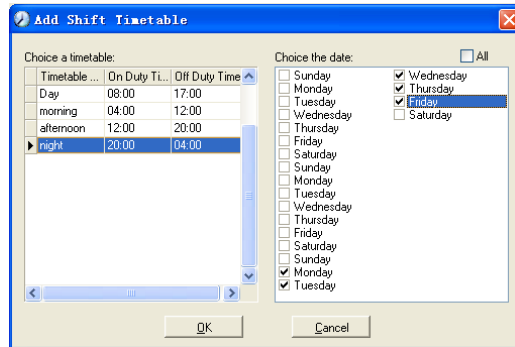 Add Shift Timetable
Choice a timetable:
Timetable ... On Duty Ti... Off Duty Time
Day 08:00 17:00
morning 04:00 12:00
afternoon 12:00 20:00
night 20:00 04:00
Choice the date:
All
Sunday
Monday
Tuesday
Wednesday
Thursday
Friday
Saturday
Sunday
Monday
Tuesday
Wednesday
Thursday
Friday
Saturday
Sunday
Monday
Tuesday
Wednesday
Thursday
Friday
Saturday
OK
Cancel